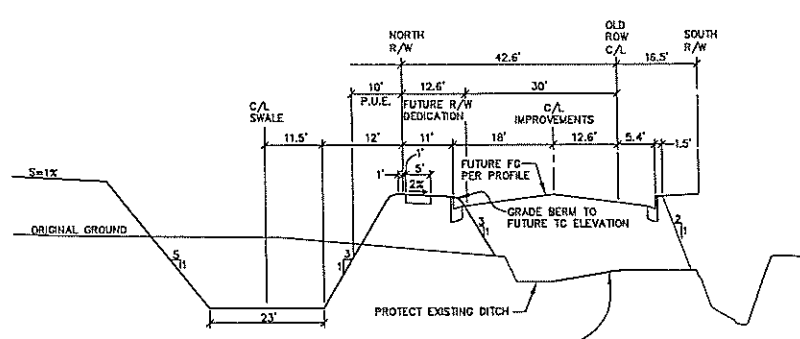 NORTH
R/W
OLD
ROW
C/L
SOUTH
R/W
42.6'
16.5'
10'
12.6'
30'
P.U.E.
FUTURE R/W
DEDICATION
C/L
IMPROVEMENTS
C/L
SWALE
11.5'
12'
11'
18'
12.6'
5.4'
1.5'
1'
1'
5'
2%
FUTURE FG
PER PROFILE
S=1%
GRADE BERM TO
FUTURE TC ELEVATION
ORIGINAL GROUND
5
1
3
1
3
1
2
1
PROTECT EXISTING DITCH
23'